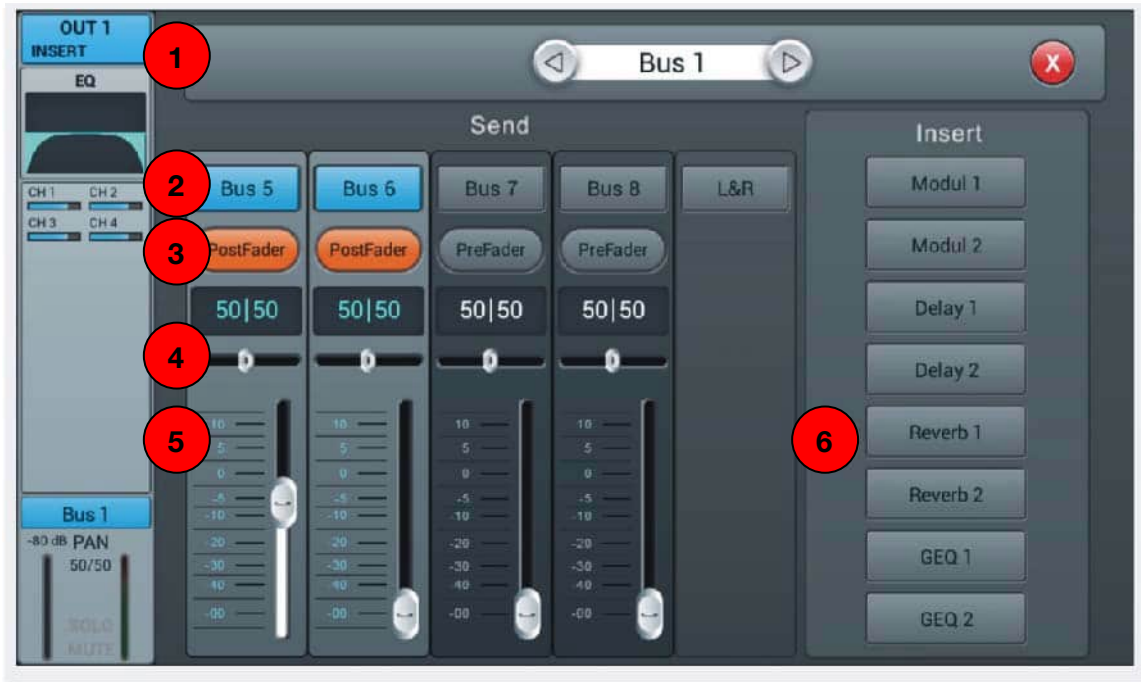 OUT 1
INSERT
EQ
CH 1 CH 2
CH 3 CH 4
Bus 1
-80 dB PAN
50/50
SOLO
MUTE
1
Bus 1
X
Send
2
Bus 5 Bus 6 Bus 7 Bus 8 L&R
3
PostFader PostFader PreFader PreFader
50|50 50|50 50|50 50|50
4
5
10 10 10 10
5 5 5 5
0 0 0 0
-5 -5 -5 -5
-10 -10 -10 -10
-20 -20 -20 -20
-30 -30 -30 -30
-40 -40 -40 -40
-00 -00 -00 -00
Insert
Modul 1
Modul 2
Delay 1
Delay 2
6
Reverb 1
Reverb 2
GEQ 1
GEQ 2